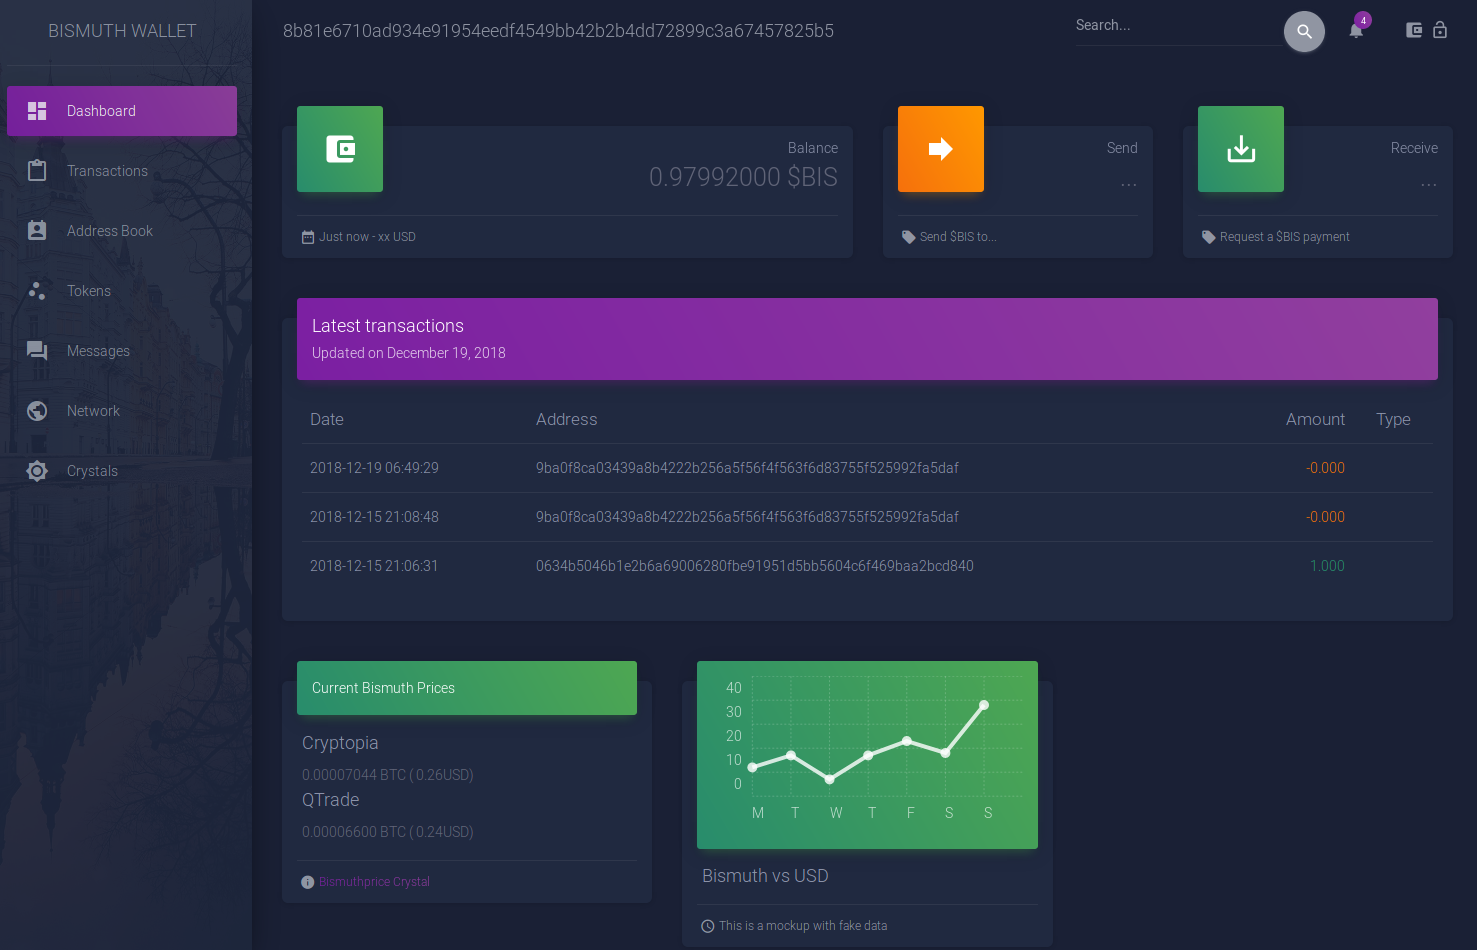 BISMUTH WALLET
8b81e6710ad934e91954eedf4549bb42b2b4dd72899c3a67457825b5
Search...
4
Dashboard
Transactions
Address Book
Tokens
Messages
Network
Crystals
Balance
0.97992000 $BIS
Just now - xx USD
Send
...
Send $BIS to...
Receive
...
Request a $BIS payment
Latest transactions
Updated on December 19, 2018
Date Address Amount Type
2018-12-19 06:49:29 9ba0f8ca03439a8b4222b256a5f56f4f563f6d83755f525992fa5daf -0.000
2018-12-15 21:08:48 9ba0f8ca03439a8b4222b256a5f56f4f563f6d83755f525992fa5daf -0.000
2018-12-15 21:06:31 0634b5046b1e2b6a69006280fbe91951d5bb5604c6f469baa2bcd840 1.000
Current Bismuth Prices
Cryptopia
0.00007044 BTC ( 0.26USD)
QTrade
0.00006600 BTC ( 0.24USD)
Bismuthprice Crystal
40
30
20
10
0
M T W T F S S
Bismuth vs USD
This is a mockup with fake data